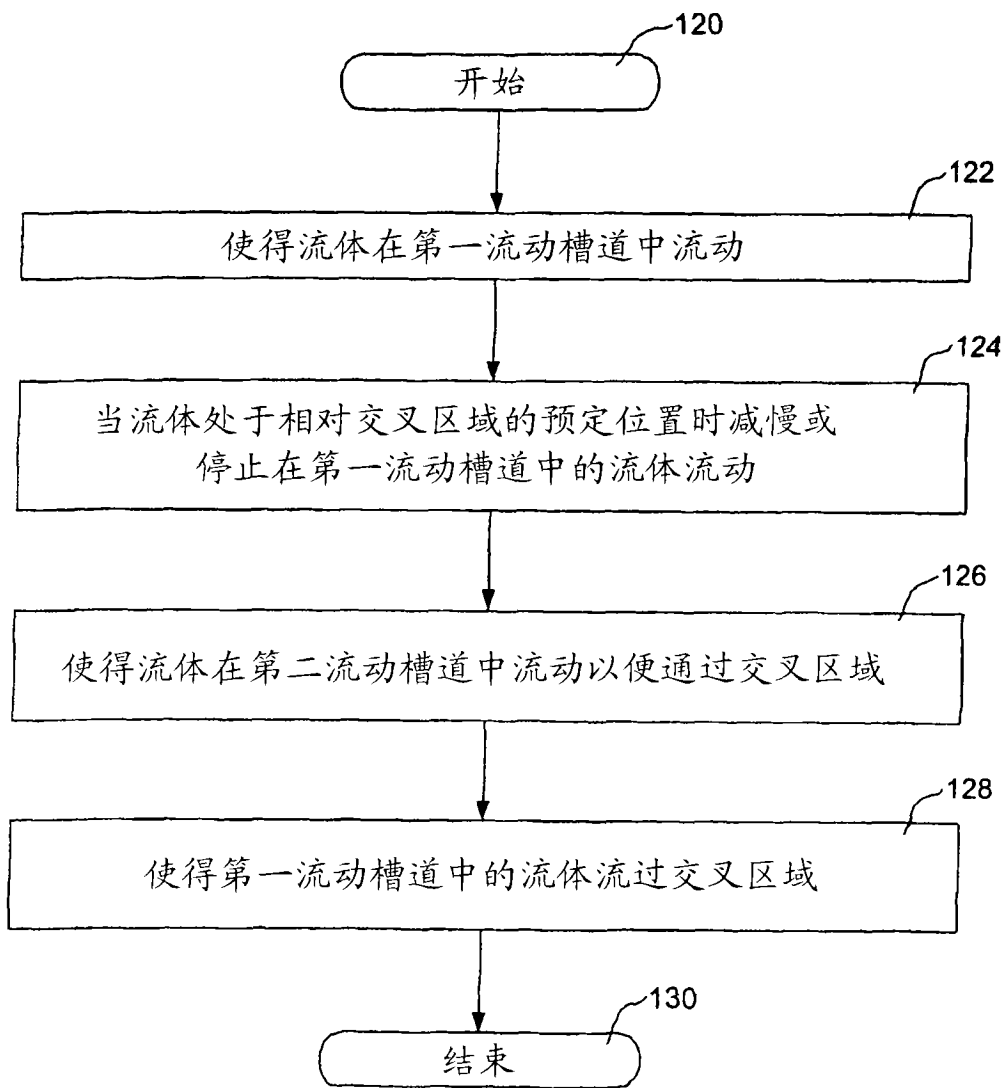 120
开始
122
使得流体在第一流动槽道中流动
124
当流体处于相对交叉区域的预定位置时减慢或
停止在第一流动槽道中的流体流动
126
使得流体在第二流动槽道中流动以便通过交叉区域
128
使得第一流动槽道中的流体流过交叉区域
130
结束